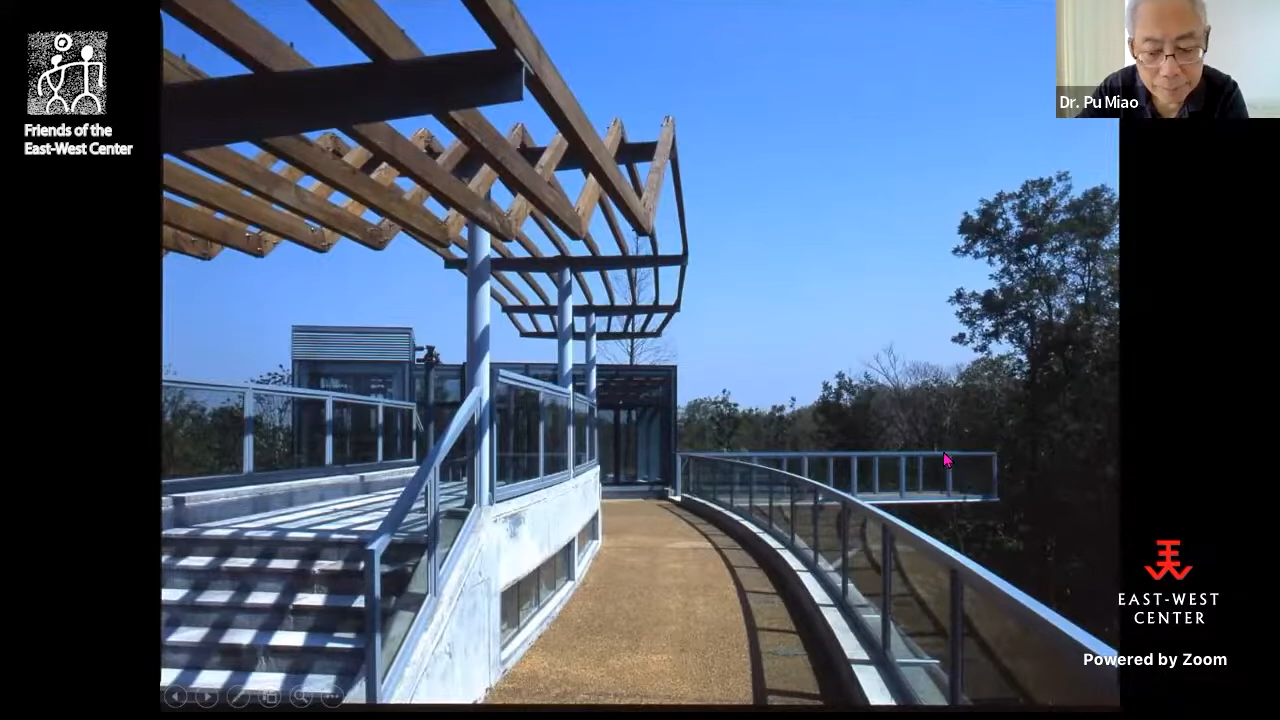 Friends of the
East-West Center
Dr. Pu Miao
EAST-WEST
CENTER
Powered by Zoom